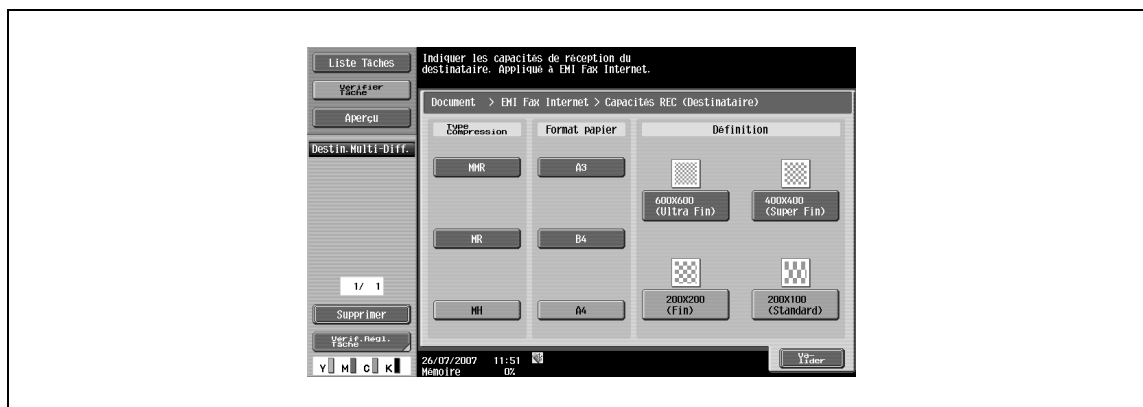 Liste Tâches
Vérifier
Tâche
Aperçu
Destin.Multi-Diff.
1/ 1
Supprimer
Vérif.Régl.
Tâche
Y M C K
Indiquer les capacités de réception du
destinataire. Appliqué à EMI Fax Internet.
Document > EMI Fax Internet > Capacités REC (Destinataire)
Type
Compression
Format papier
Définition
MMR
A3
600X600
(Ultra Fin)
400X400
(Super Fin)
MR
B4
MH
A4
200X200
(Fin)
200X100
(Standard)
26/07/2007 11:51
Mémoire 0%
Va-
lider